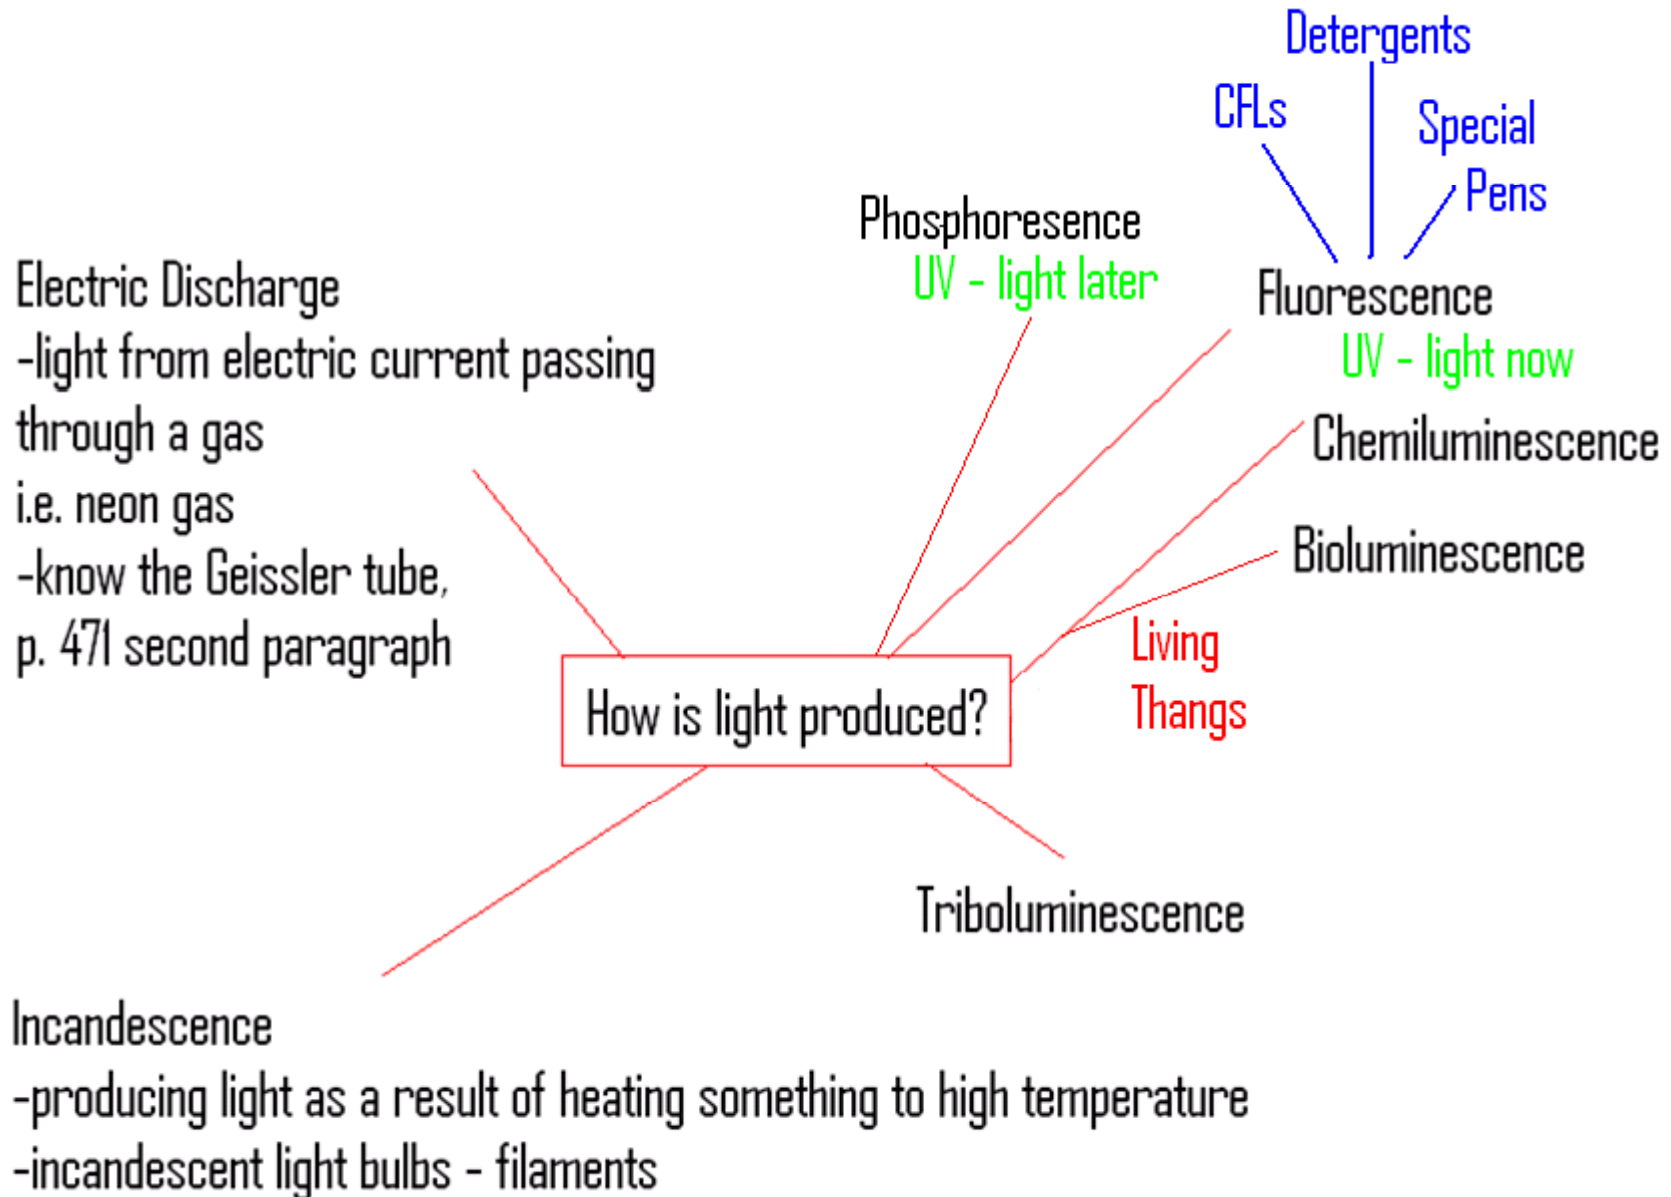 Detergents
CFLs
Special
Pens
Phosphoresence
UV - light later
Fluorescence
UV - light now
Electric Discharge
-light from electric current passing
through a gas
i.e. neon gas
-know the Geissler tube,
p. 471 second paragraph
Chemiluminescence
Bioluminescence
Living
Thangs
How is light produced?
Triboluminescence
Incandescence
-producing light as a result of heating something to high temperature
-incandescent light bulbs - filaments